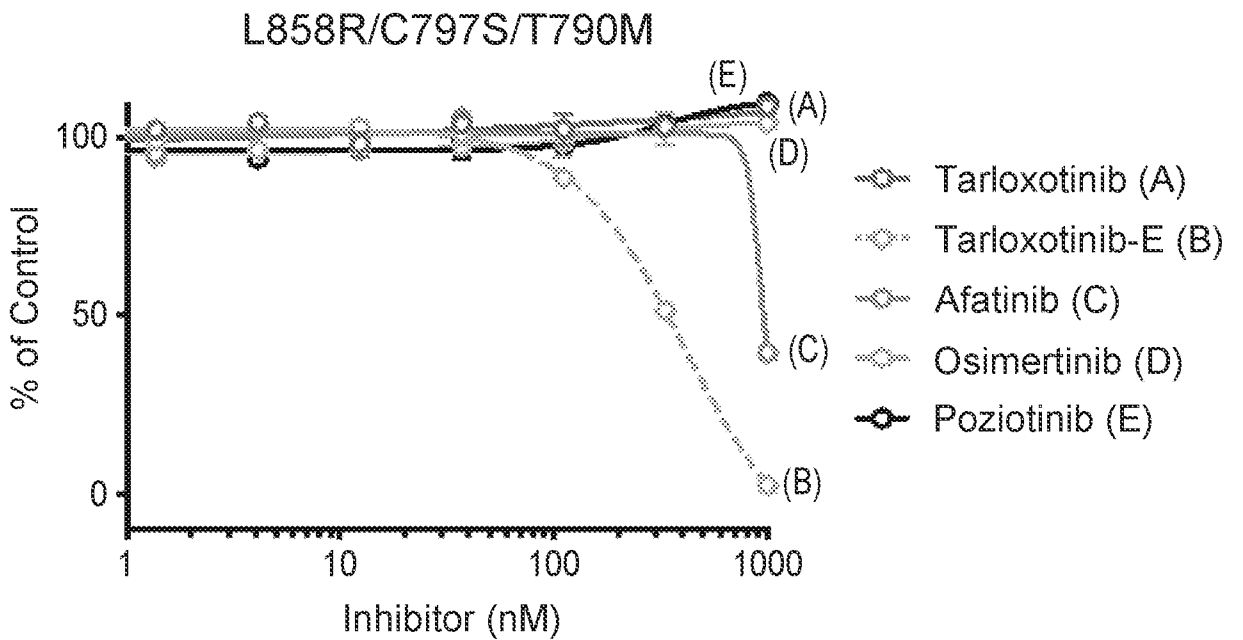 L858R/C797S/T790M
(E)
(A)
(D)
(C)
(B)
% of Control
100
50
0
1 10 100 1000
Inhibitor (nM)
Tarloxotinib (A)
Tarloxotinib-E (B)
Afatinib (C)
Osimertinib (D)
Poziotinib (E)